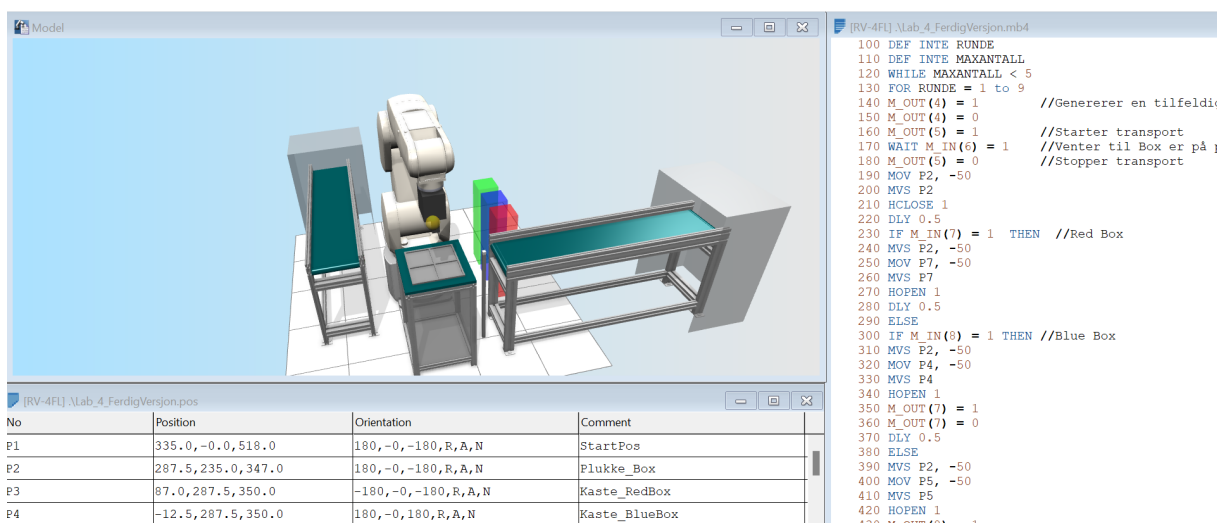 Model
[RV-4FL] .\Lab_4_FerdigVersjon.mb4
100 DEF INTE RUNDE
110 DEF INTE MAXANTALL
120 WHILE MAXANTALL < 5
130 FOR RUNDE = 1 to 9
140 M_OUT(4) = 1 //Genererer en
150 M_OUT(4) = 0
160 M_OUT(5) = 1 //Starter transport
170 WAIT M_IN(6) = 1 //Venter til Box er på
180 M_OUT(5) = 0 //Stopper transport
190 MOV P2, -50
200 MVS P2
210 HCLOSE 1
220 DLY 0.5
230 IF M_IN(7) = 1 THEN //Red Box
240 MVS P2, -50
250 MOV P7, -50
260 MVS P7
270 HOPEN 1
280 DLY 0.5
290 ELSE
300 IF M_IN(8) = 1 THEN //Blue Box
310 MVS P2, -50
320 MOV P4, -50
330 MVS P4
340 HOPEN 1
350 M_OUT(7) = 1
360 M_OUT(7) = 0
370 DLY 0.5
380 ELSE
390 MVS P2, -50
400 MOV P5, -50
410 MVS P5
420 HOPEN 1
[RV-4FL] .\Lab_4_FerdigVersjon.pos
No Position Orientation Comment
P1 335.0,-0.0,518.0 180,-0,-180,R,A,N StartPos
P2 287.5,235.0,347.0 180,-0,-180,R,A,N Plukke_Box
P3 87.0,287.5,350.0 -180,-0,-180,R,A,N Kaste_RedBox
P4 -12.5,287.5,350.0 180,-0,180,R,A,N Kaste_BlueBox